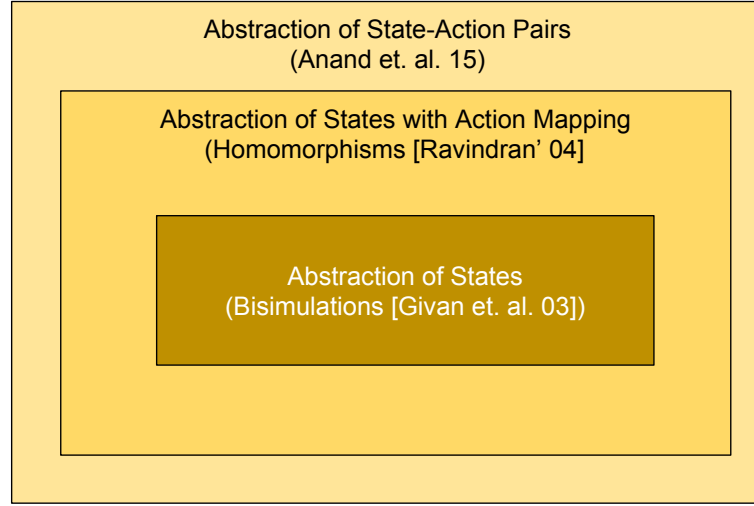 Abstraction of State-Action Pairs
(Anand et. al. 15)
Abstraction of States with Action Mapping
(Homomorphisms [Ravindran' 04]
Abstraction of States
(Bisimulations [Givan et. al. 03])